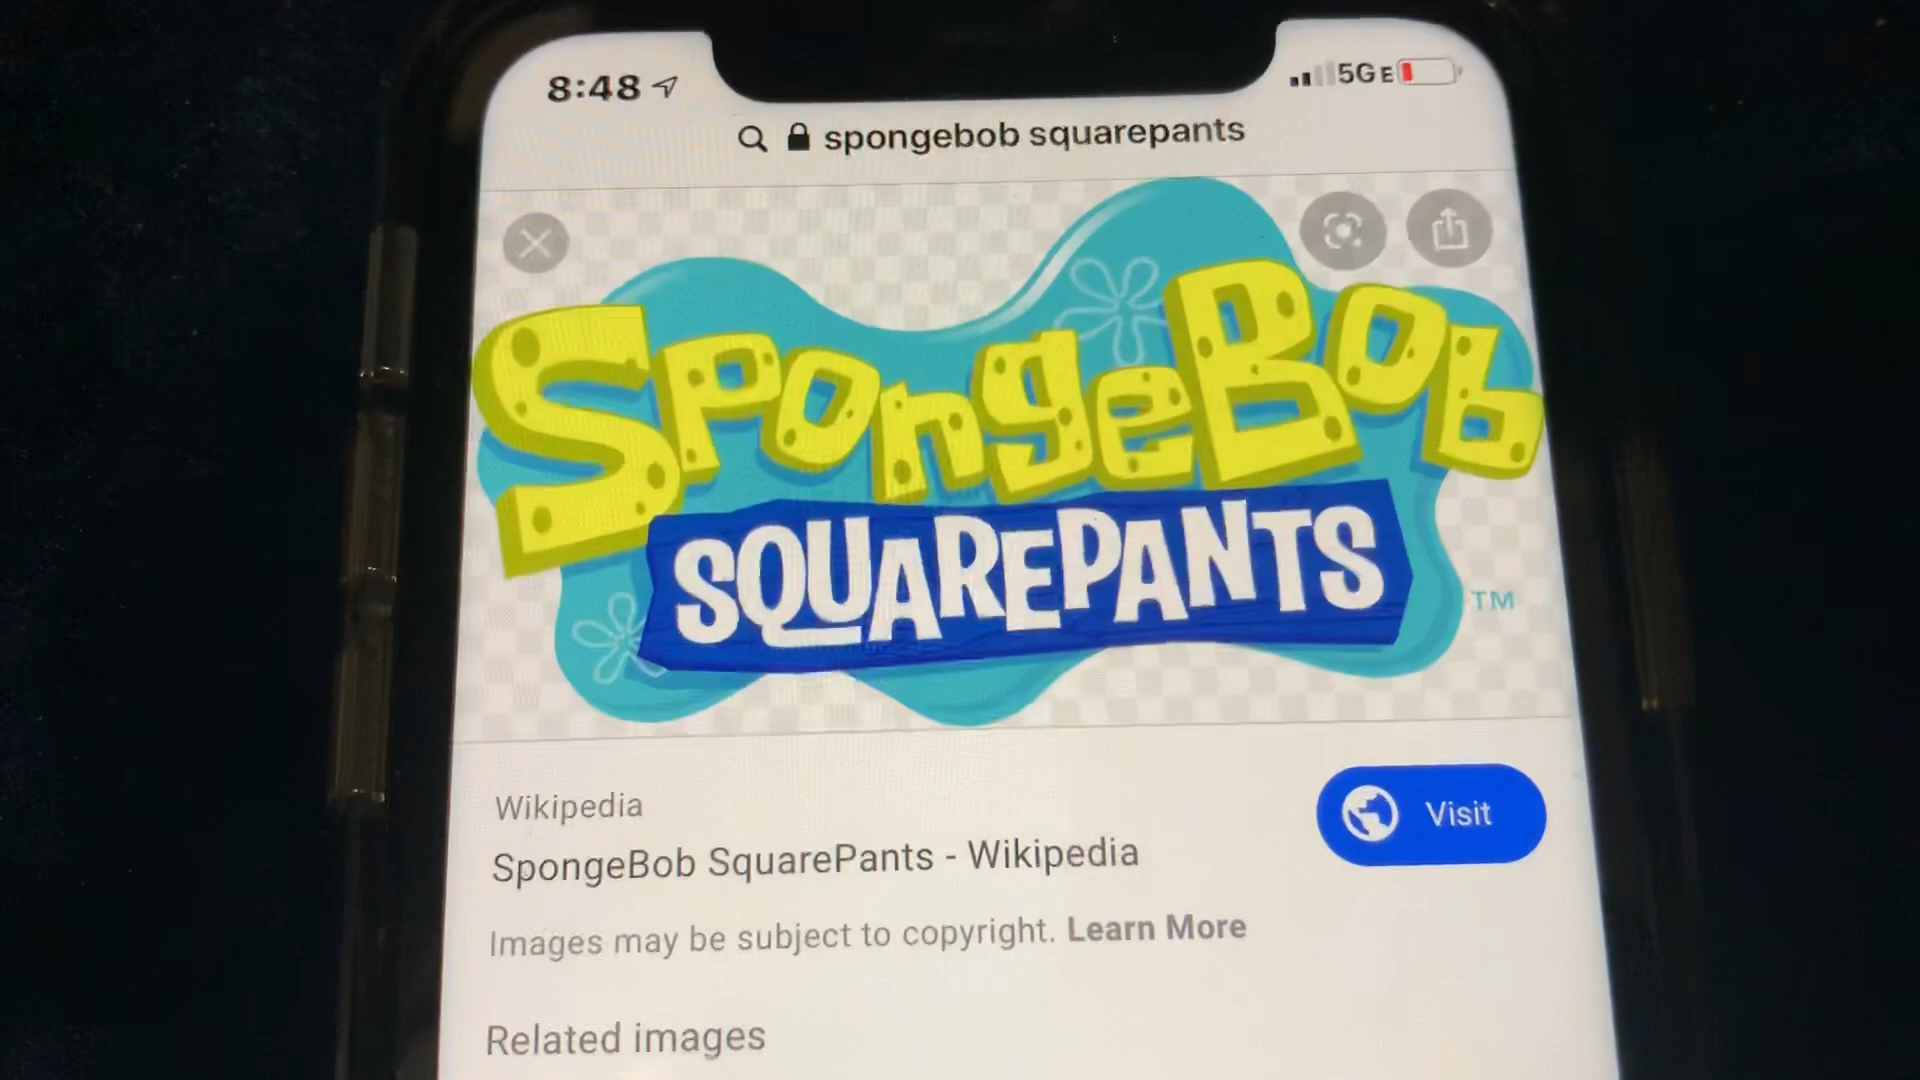 8:48 5GE
spongebob squarepants
SpongeBob
SQUAREPANTS
TM
Wikipedia
SpongeBob SquarePants - Wikipedia
Visit
Images may be subject to copyright. Learn More
Related images